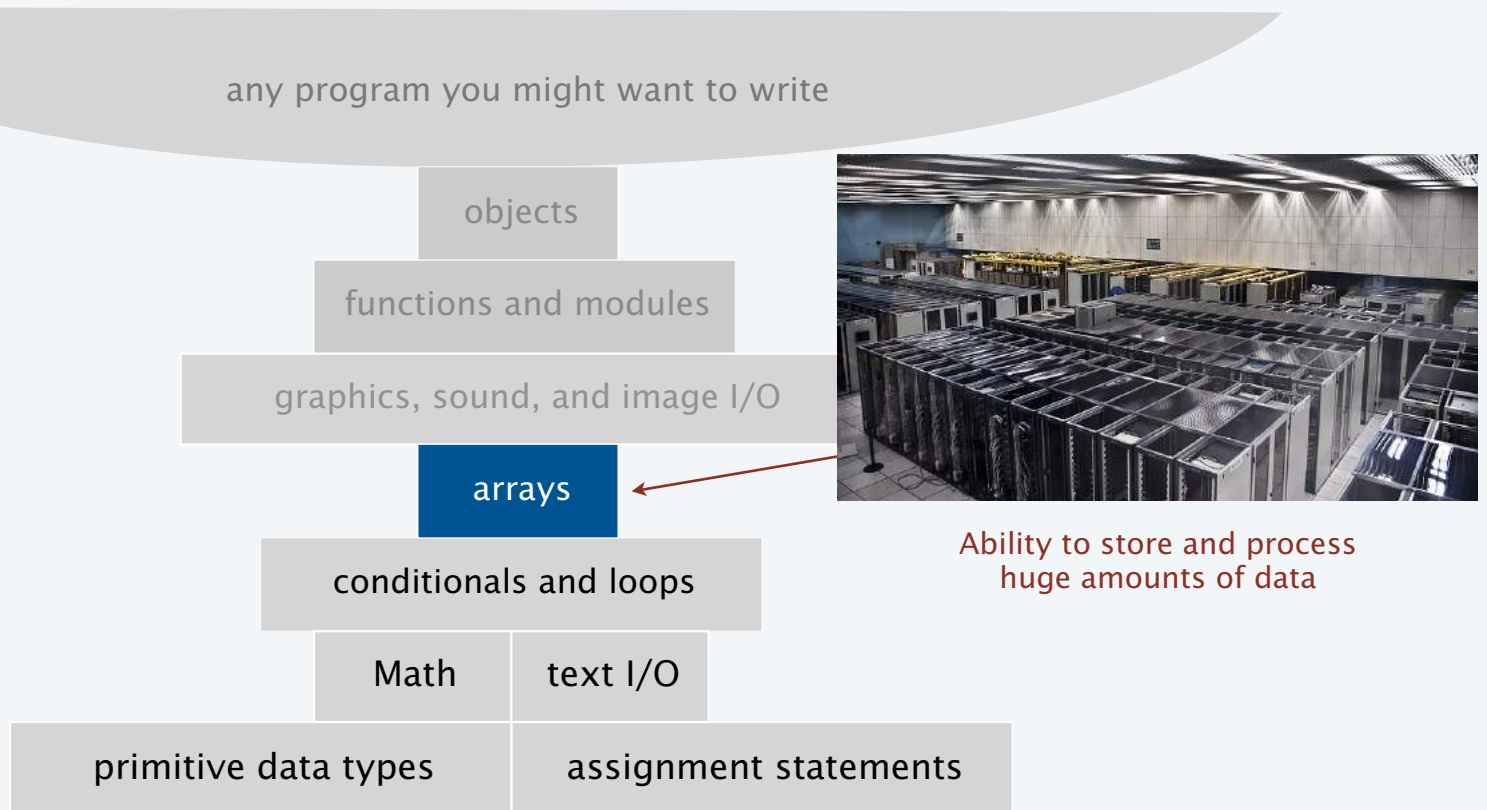 any program you might want to write
objects
functions and modules
graphics, sound, and image I/O
arrays
Ability to store and process
huge amounts of data
conditionals and loops
Math
text I/O
primitive data types
assignment statements